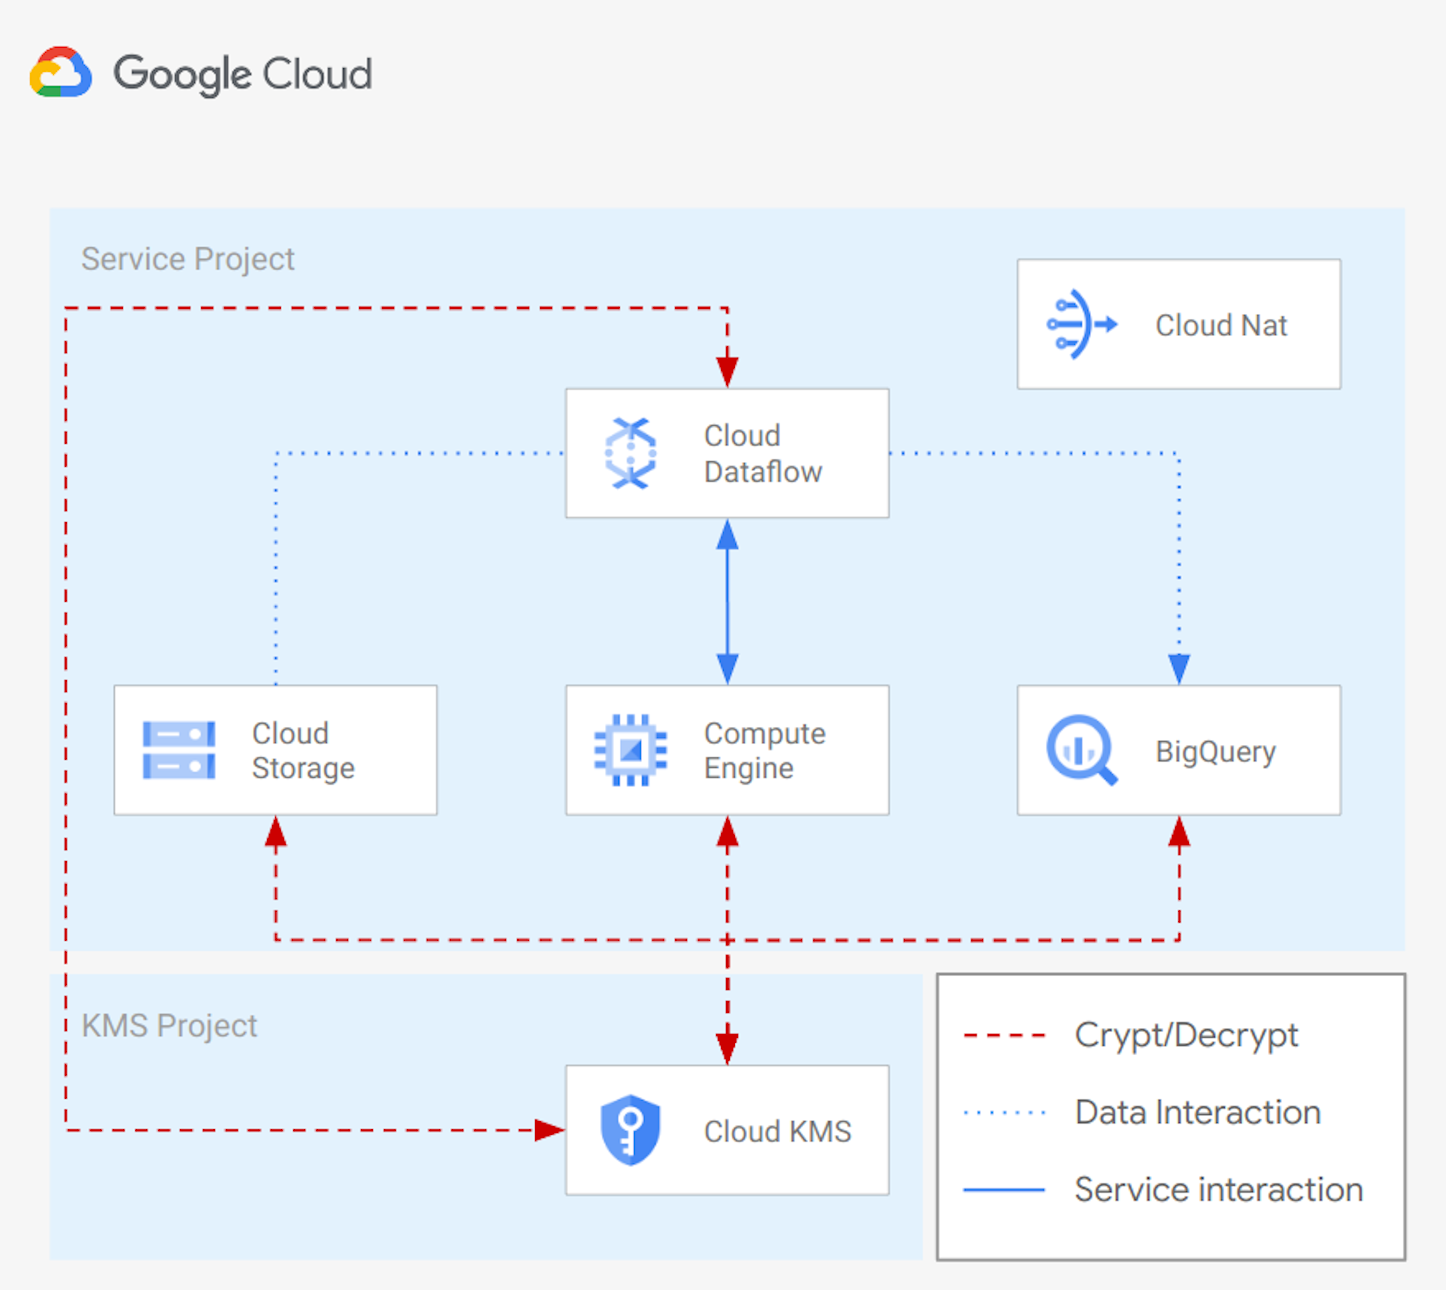 Google Cloud
Service Project
Cloud Nat
Cloud
Dataflow
Cloud
Storage
Compute
Engine
BigQuery
KMS Project
Cloud KMS
Crypt/Decrypt
Data Interaction
Service interaction